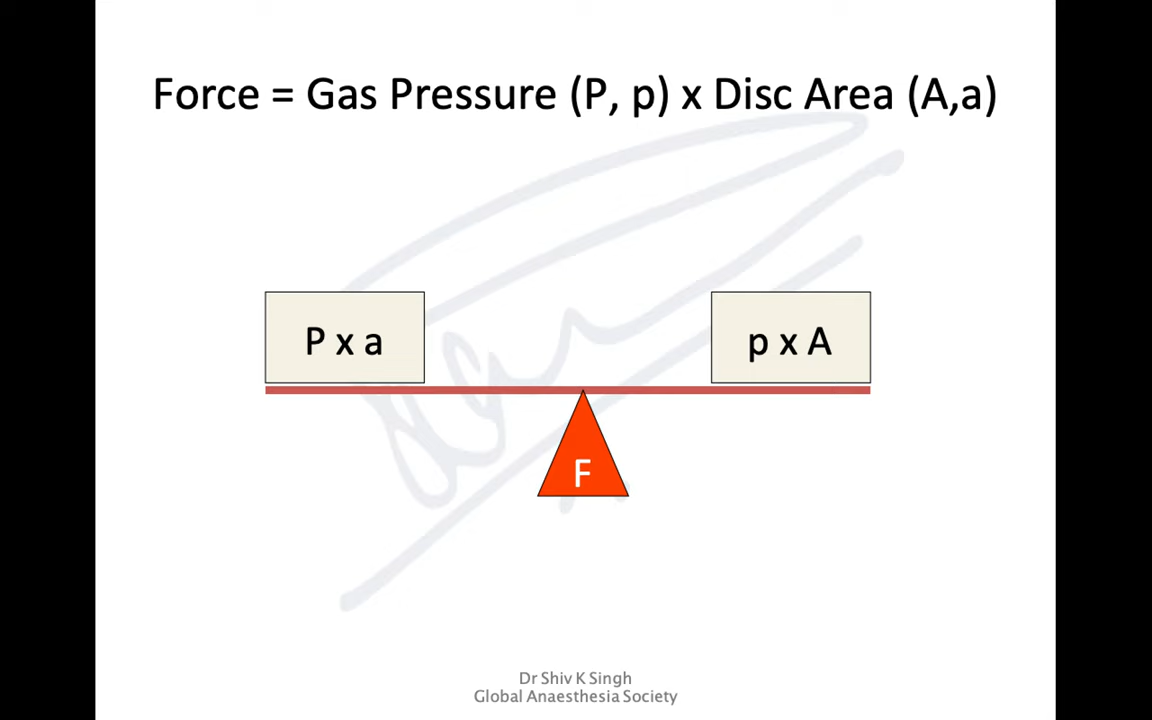 Force = Gas Pressure (P, p) x Disc Area (A,a)
P x a
p x A
F
Dr Shiv K Singh
Global Anaesthesia Society